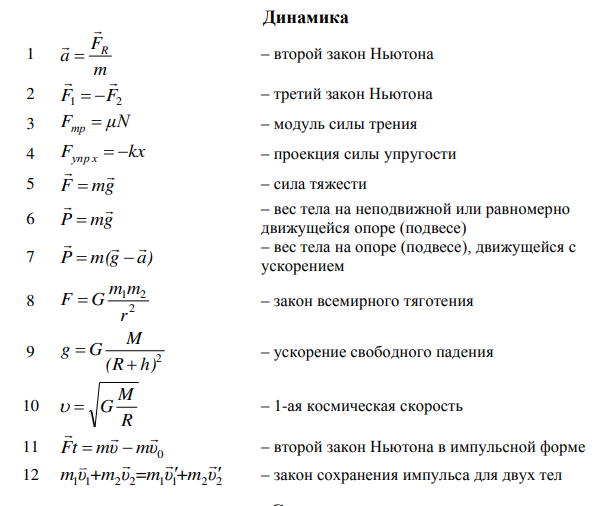 Динамика
1 $\vec{a} = \frac{\vec{F}_R}{m}$ – второй закон Ньютона
2 $\vec{F}_1 = -\vec{F}_2$ – третий закон Ньютона
3 $F_{mp} = \mu N$ – модуль силы трения
4 $F_{упр\,x} = -kx$ – проекция силы упругости
5 $\vec{F} = m\vec{g}$ – сила тяжести
6 $\vec{P} = m\vec{g}$ – вес тела на неподвижной или равномерно
движущейся опоре (подвесе)
7 $\vec{P} = m(\vec{g} - \vec{a})$ – вес тела на опоре (подвесе), движущейся с
ускорением
8 $F = G\frac{m_1 m_2}{r^2}$ – закон всемирного тяготения
9 $g = G\frac{M}{(R + h)^2}$ – ускорение свободного падения
10 $\upsilon = \sqrt{G\frac{M}{R}}$ – 1-ая космическая скорость
11 $\vec{F}t = m\vec{\upsilon} - m\vec{\upsilon}_0$ – второй закон Ньютона в импульсной форме
12 $m_1\vec{\upsilon}_1 + m_2\vec{\upsilon}_2 = m_1\vec{\upsilon}_1' + m_2\vec{\upsilon}_2'$ – закон сохранения импульса для двух тел